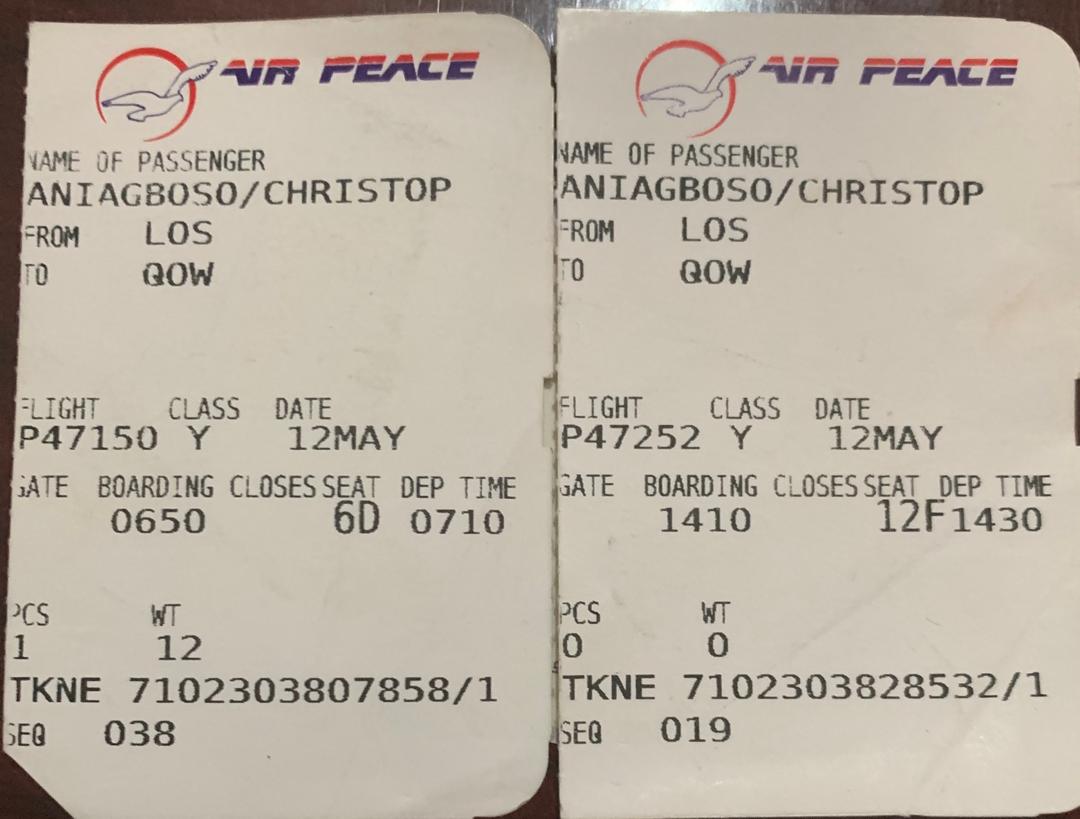 AIR PEACE
NAME OF PASSENGER
ANIAGBOSO/CHRISTOP
FROM LOS
TO QOW
FLIGHT CLASS DATE
P47150 Y 12MAY
GATE BOARDING CLOSES SEAT DEP TIME
0650 6D 0710
PCS WT
1 12
TKNE 7102303807858/1
SEQ 038
AIR PEACE
NAME OF PASSENGER
ANIAGBOSO/CHRISTOP
FROM LOS
TO QOW
FLIGHT CLASS DATE
P47252 Y 12MAY
GATE BOARDING CLOSES SEAT DEP TIME
1410 12F 1430
PCS WT
0 0
TKNE 7102303828532/1
SEQ 019